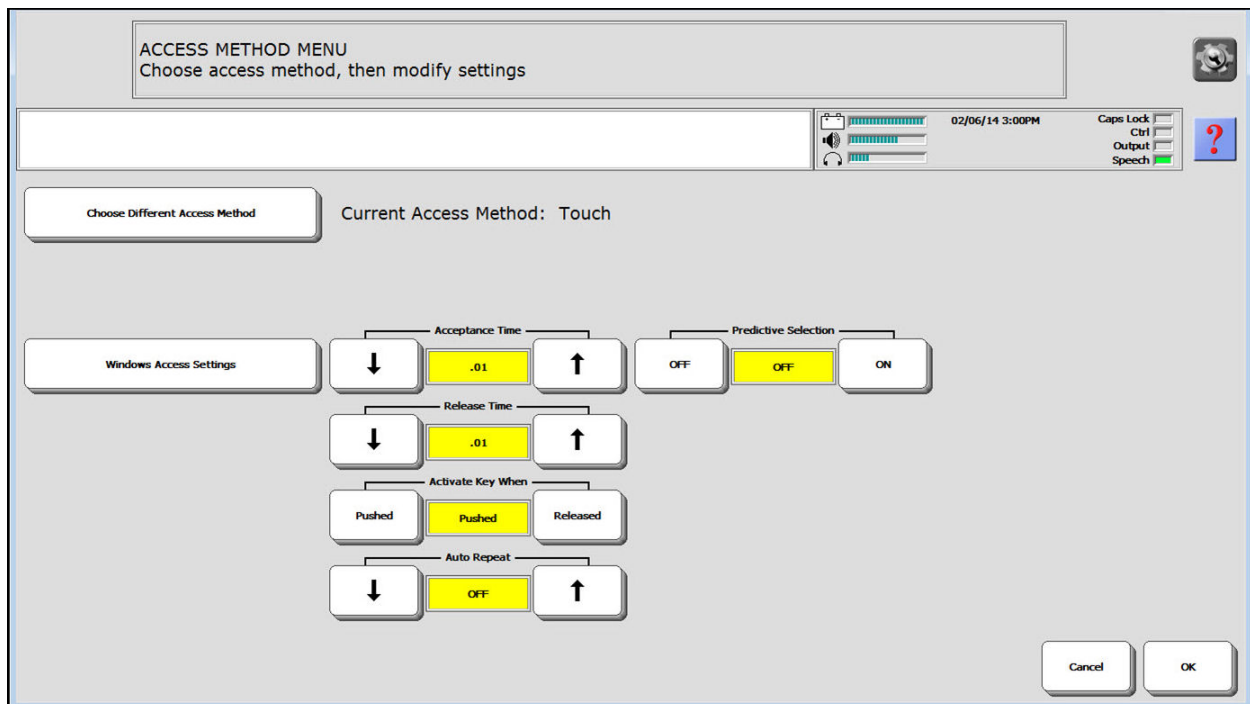 ACCESS METHOD MENU
Choose access method, then modify settings
02/06/14 3:00PM
Caps Lock
Ctrl
Output
Speech
?
Choose Different Access Method
Current Access Method: Touch
Acceptance Time
Predictive Selection
Windows Access Settings
↓ .01 ↑
OFF OFF ON
Release Time
↓ .01 ↑
Activate Key When
Pushed Pushed Released
Auto Repeat
↓ OFF ↑
Cancel OK